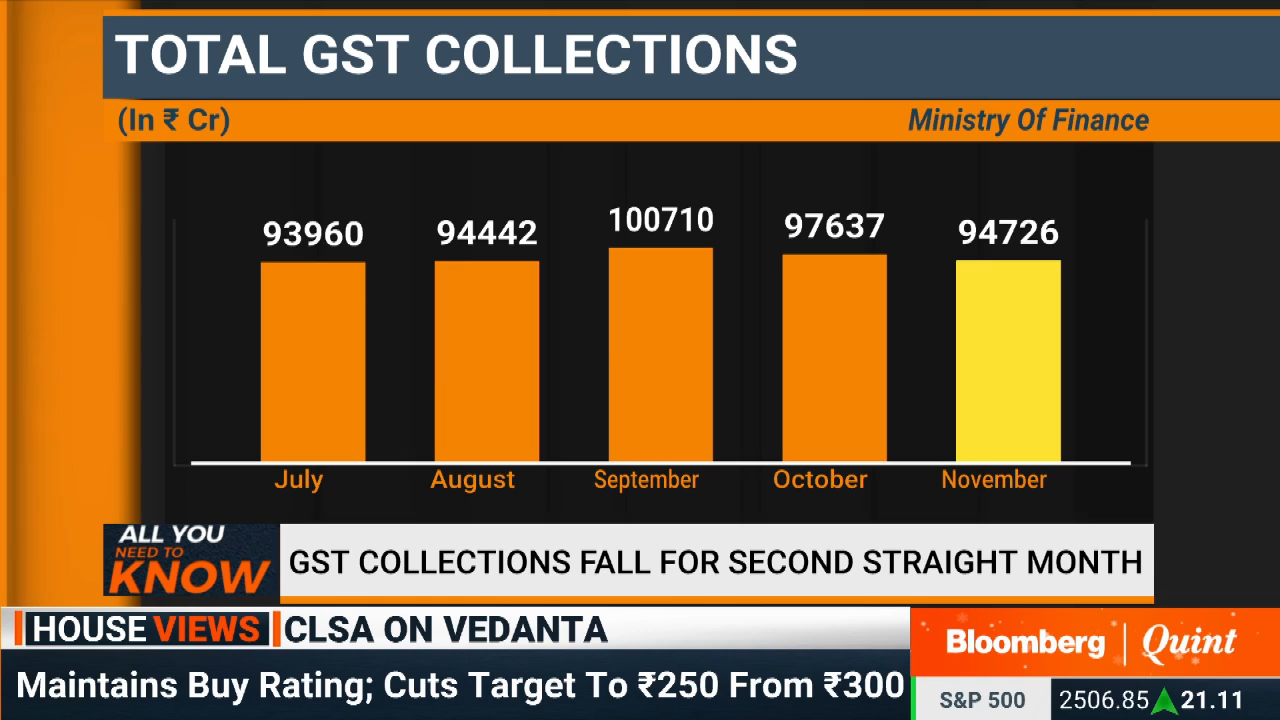 TOTAL GST COLLECTIONS
(In ₹ Cr) Ministry Of Finance
93960 94442 100710 97637 94726
July August September October November
ALL YOU
NEED TO
KNOW
GST COLLECTIONS FALL FOR SECOND STRAIGHT MONTH
HOUSE VIEWS CLSA ON VEDANTA
Maintains Buy Rating; Cuts Target To ₹250 From ₹300
Bloomberg | Quint
S&P 500 2506.85 21.11